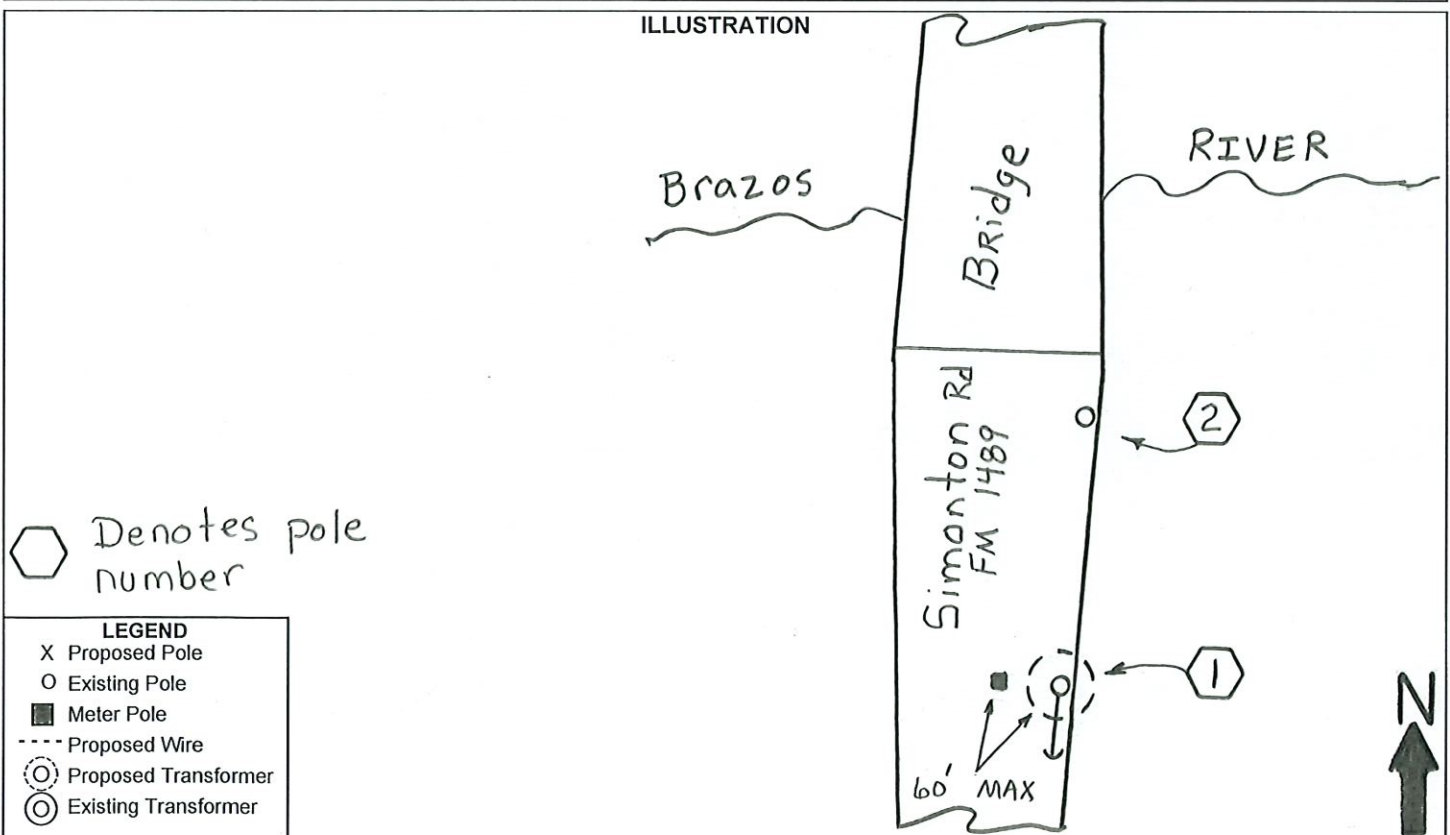 ILLUSTRATION
Brazos
RIVER
Bridge
Simonton Rd
FM 1489
2
1
60' MAX
N
Denotes pole
number
LEGEND
X Proposed Pole
O Existing Pole
Meter Pole
Proposed Wire
Proposed Transformer
Existing Transformer